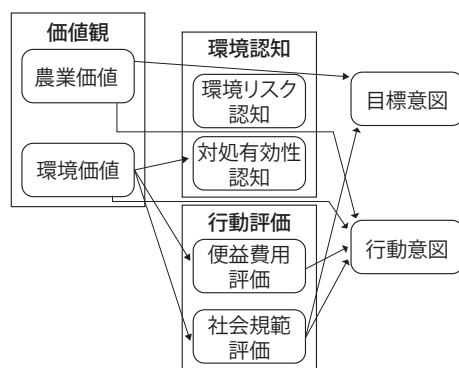 価値観
農業価値
環境価値
環境認知
環境リスク
認知
対処有効性
認知
行動評価
便益費用
評価
社会規範
評価
目標意図
行動意図